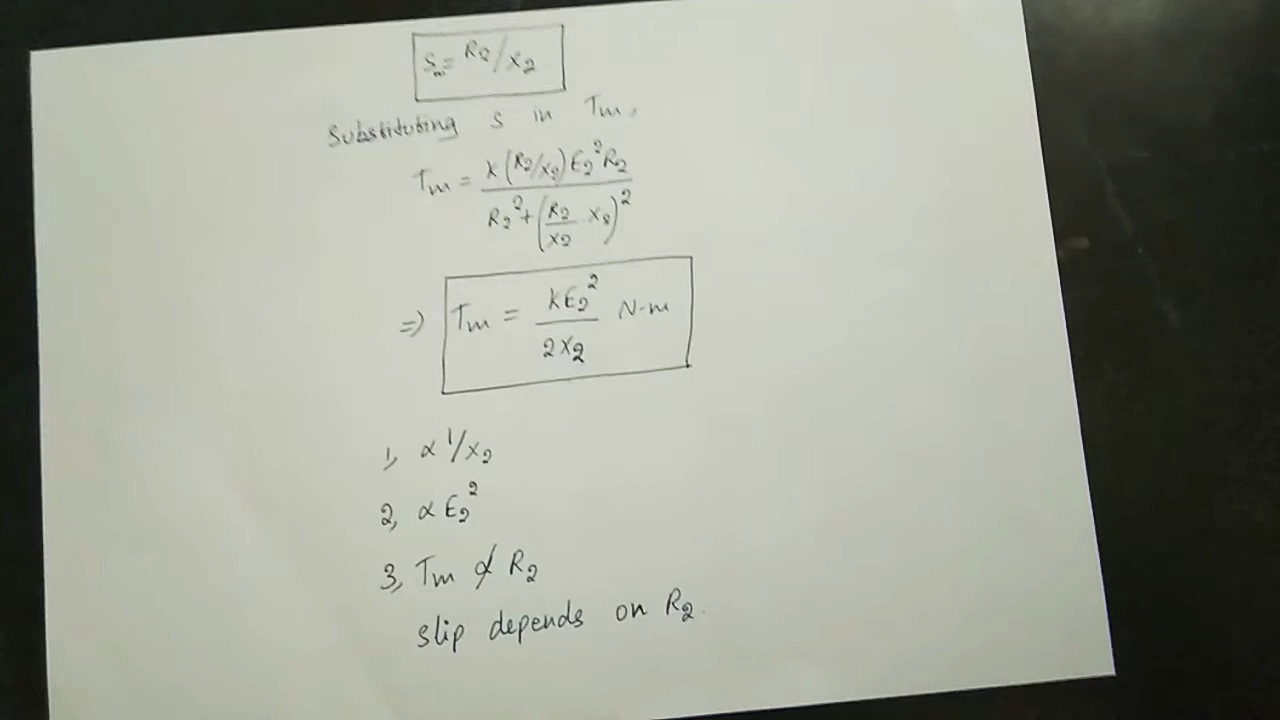 Sm = R2/X2
Substituting s in Tm,
Tm = K (R2/X2) E2² R2 / R2² + (R2/X2 X2)²
=) Tm = KE2² / 2X2 N-m
1, ∝ 1/X2
2, ∝ E2²
3, Tm ∝̸ R2
slip depends on R2.